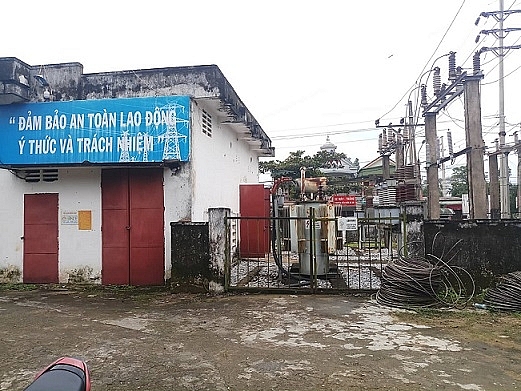 “ ĐẢM BẢO AN TOÀN LAO ĐỘNG
Ý THỨC VÀ TRÁCH NHIỆM ”